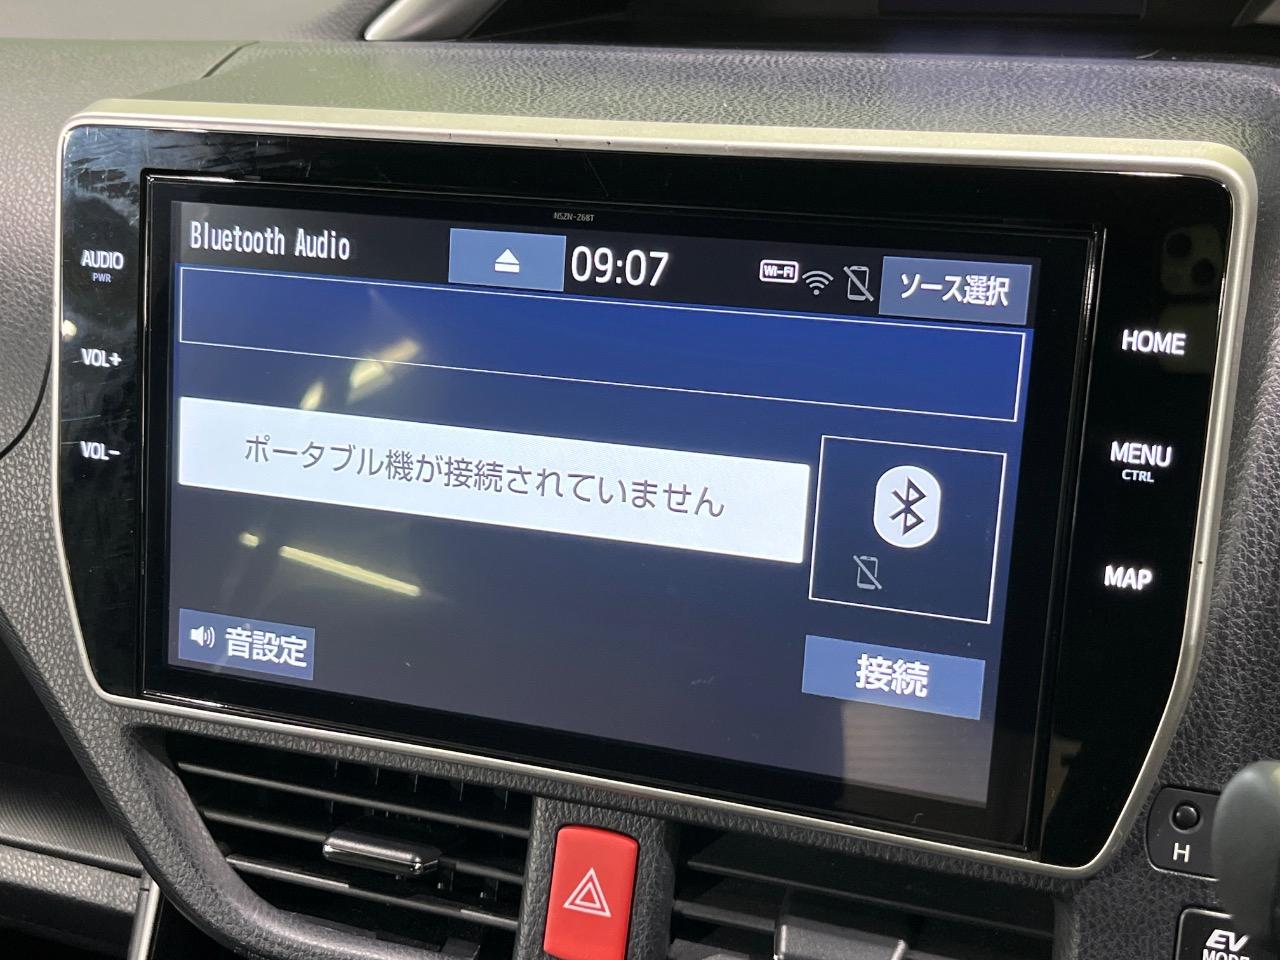 NSZN-Z68T
Bluetooth Audio
09:07
Wi-Fi
ソース選択
AUDIO
PWR
VOL+
VOL-
HOME
MENU
CTRL
MAP
ポータブル機が接続されていません
音設定
接続
H
EV
MODE